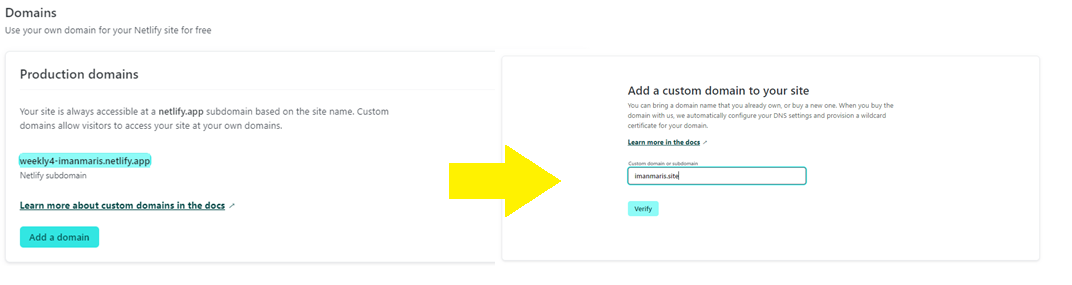 Domains
Use your own domain for your Netlify site for free
Production domains
Your site is always accessible at a netlify.app subdomain based on the site name. Custom
domains allow visitors to access your site at your own domains.
weekly4-imanmaris.netlify.app
Netlify subdomain
Learn more about custom domains in the docs
Add a domain
Add a custom domain to your site
You can bring a domain name that you already own, or buy a new one. When you buy the
domain with us, we automatically configure your DNS settings and provision a wildcard
certificate for your domain.
Learn more in the docs
Custom domain or subdomain
imanmaris.site
Verify